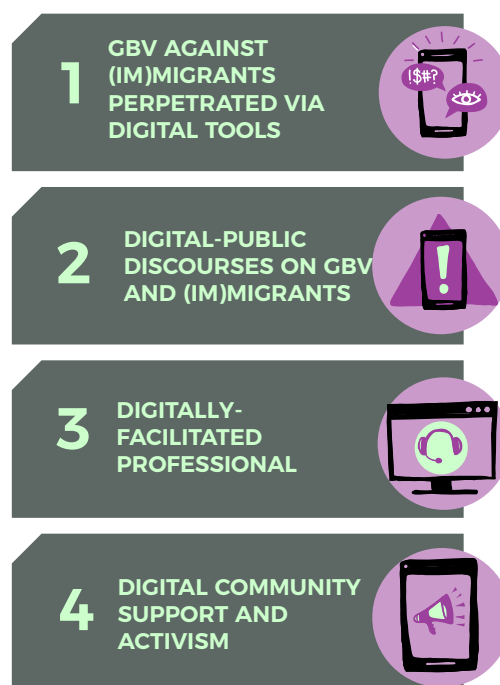 1
GBV AGAINST
(IM)MIGRANTS
PERPETRATED VIA
DIGITAL TOOLS
!$#?
2
DIGITAL-PUBLIC
DISCOURSES ON GBV
AND (IM)MIGRANTS
!
3
DIGITALLY-
FACILITATED
PROFESSIONAL
4
DIGITAL COMMUNITY
SUPPORT AND
ACTIVISM